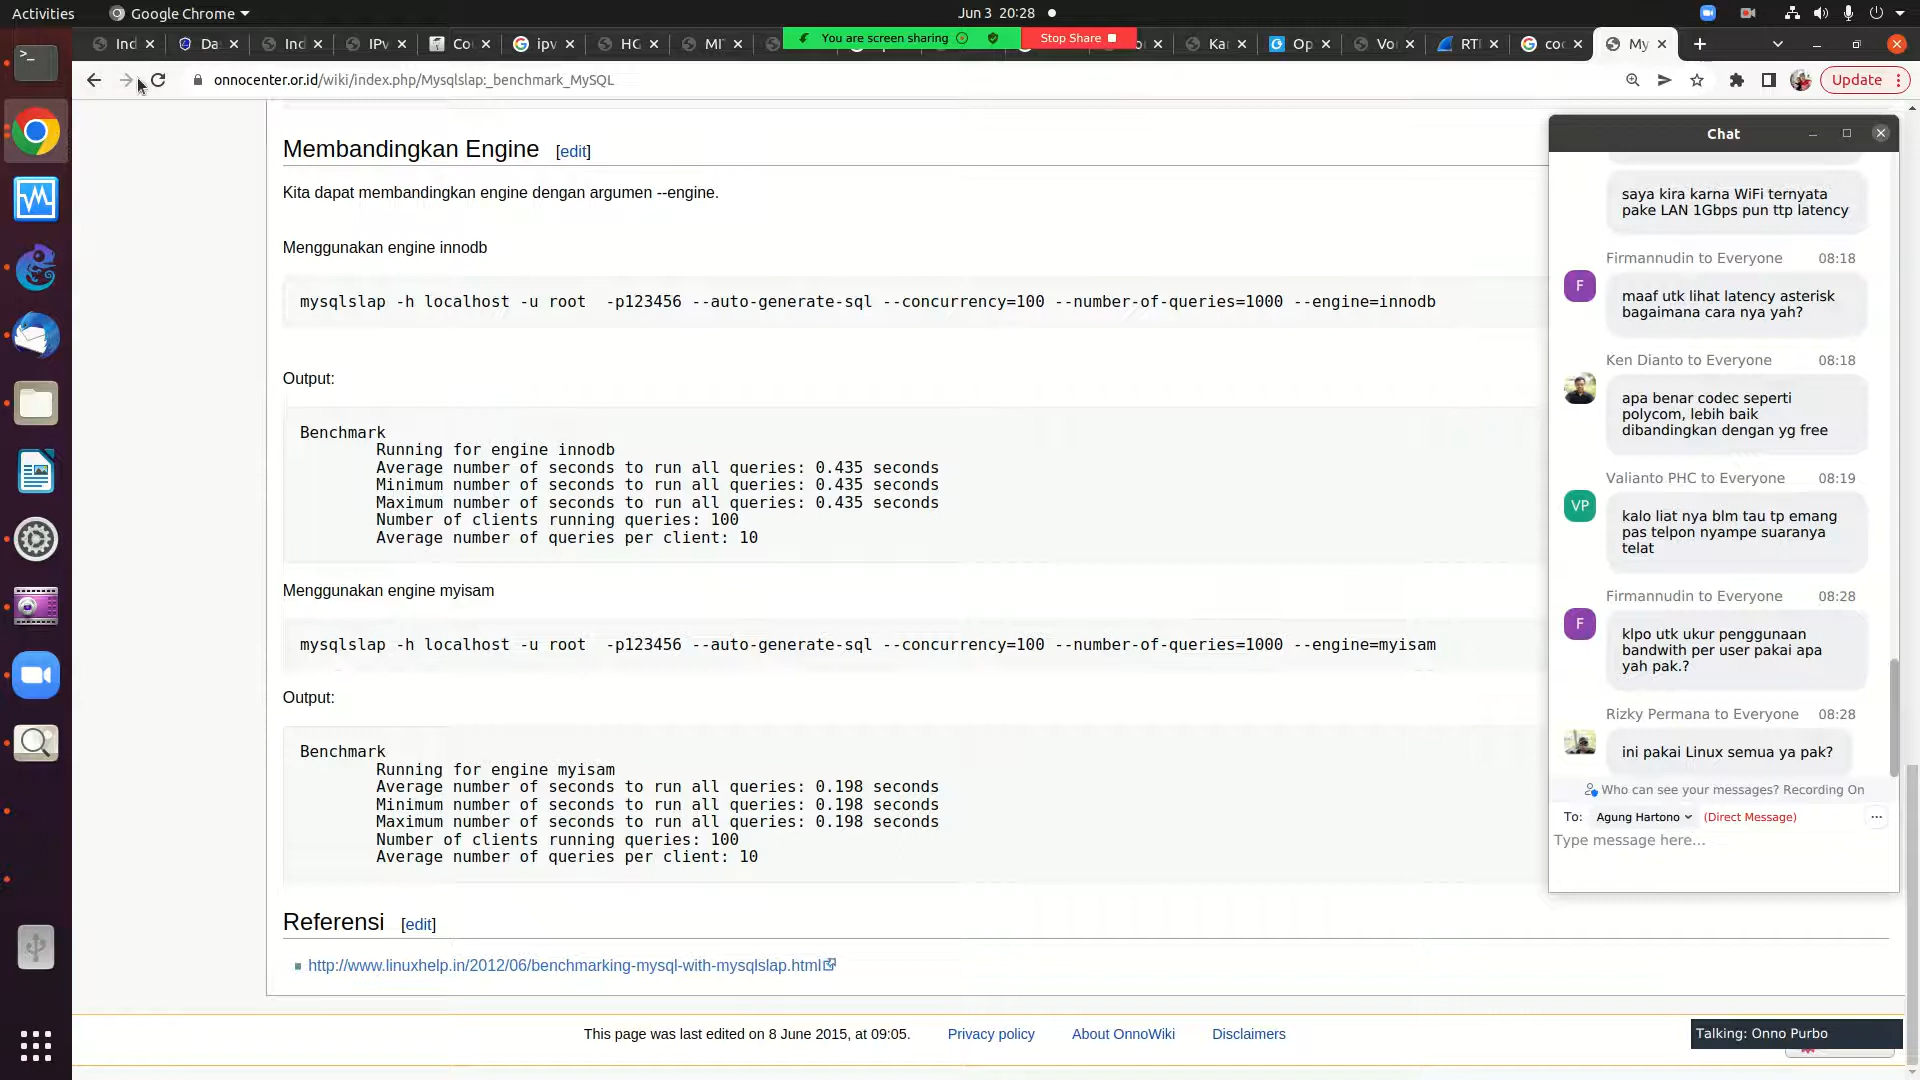 Activities
Google Chrome
Jun 3 20:28
Ind
Da
Ind
IPv
Co
ipv
HO
MI
You are screen sharing
Stop Share
Ka
Op
Vo
RT
coo
My
onnocenter.or.id/wiki/index.php/Mysqlslap:_benchmark_MySQL
Update
Membandingkan Engine [edit]
Kita dapat membandingkan engine dengan argumen --engine.
Menggunakan engine innodb
mysqlslap -h localhost -u root  -p123456 --auto-generate-sql --concurrency=100 --number-of-queries=1000 --engine=innodb
Output:
Benchmark
Running for engine innodb
Average number of seconds to run all queries: 0.435 seconds
Minimum number of seconds to run all queries: 0.435 seconds
Maximum number of seconds to run all queries: 0.435 seconds
Number of clients running queries: 100
Average number of queries per client: 10
Menggunakan engine myisam
mysqlslap -h localhost -u root  -p123456 --auto-generate-sql --concurrency=100 --number-of-queries=1000 --engine=myisam
Output:
Benchmark
Running for engine myisam
Average number of seconds to run all queries: 0.198 seconds
Minimum number of seconds to run all queries: 0.198 seconds
Maximum number of seconds to run all queries: 0.198 seconds
Number of clients running queries: 100
Average number of queries per client: 10
Referensi [edit]
http://www.linuxhelp.in/2012/06/benchmarking-mysql-with-mysqlslap.html
This page was last edited on 8 June 2015, at 09:05.
Privacy policy
About OnnoWiki
Disclaimers
Chat
saya kira karna WiFi ternyata
pake LAN 1Gbps pun ttp latency
Firmannudin to Everyone 08:18
F
maaf utk lihat latency asterisk
bagaimana cara nya yah?
Ken Dianto to Everyone 08:18
apa benar codec seperti
polycom, lebih baik
dibandingkan dengan yg free
Valianto PHC to Everyone 08:19
VP
kalo liat nya blm tau tp emang
pas telpon nyampe suaranya
telat
Firmannudin to Everyone 08:28
F
klpo utk ukur penggunaan
bandwith per user pakai apa
yah pak.?
Rizky Permana to Everyone 08:28
ini pakai Linux semua ya pak?
Who can see your messages? Recording On
To: Agung Hartono (Direct Message)
Type message here...
Talking: Onno Purbo